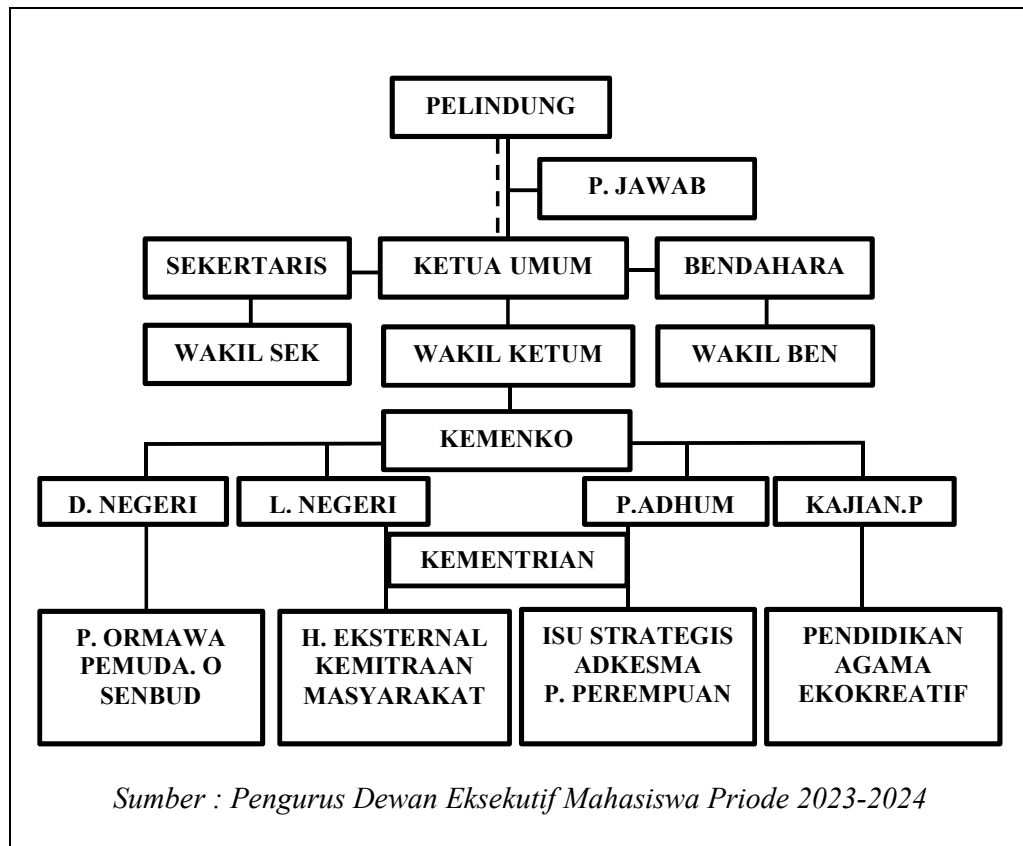 PELINDUNG
P. JAWAB
SEKERTARIS
KETUA UMUM
BENDAHARA
WAKIL SEK
WAKIL KETUM
WAKIL BEN
KEMENKO
D. NEGERI
L. NEGERI
P.ADHUM
KAJIAN.P
KEMENTRIAN
P. ORMAWA
PEMUDA. O
SENBUD
H. EKSTERNAL
KEMITRAAN
MASYARAKAT
ISU STRATEGIS
ADKESMA
P. PEREMPUAN
PENDIDIKAN
AGAMA
EKOKREATIF
Sumber : Pengurus Dewan Eksekutif Mahasiswa Priode 2023-2024